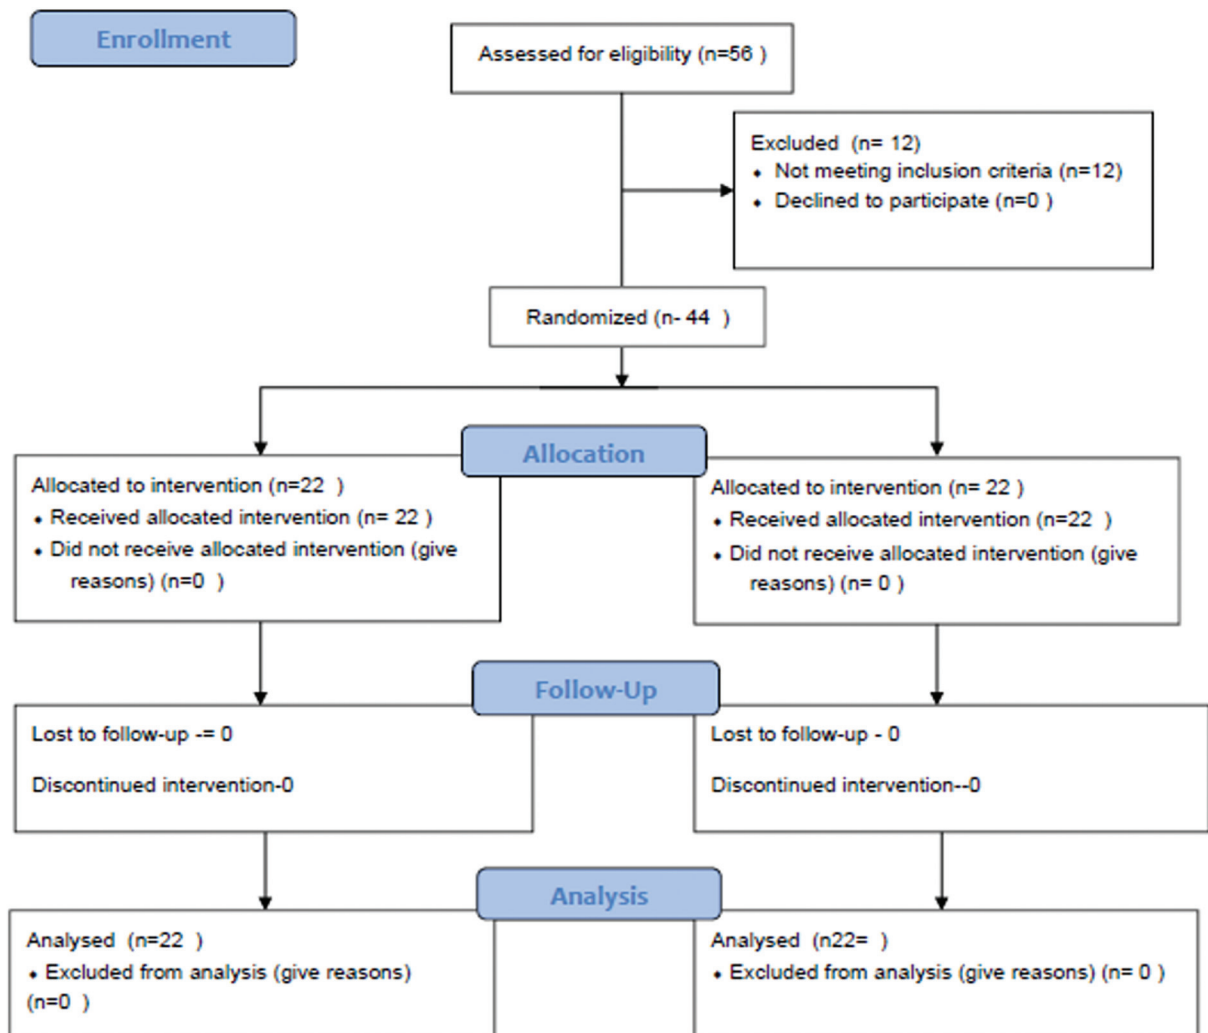 Enrollment
Assessed for eligibility (n=56 )
Excluded (n= 12)
⬩ Not meeting inclusion criteria (n=12)
⬩ Declined to participate (n=0 )
Randomized (n- 44 )
Allocation
Allocated to intervention (n=22 )
⬩ Received allocated intervention (n= 22 )
⬩ Did not receive allocated intervention (give
reasons) (n=0 )
Allocated to intervention (n= 22 )
⬩ Received allocated intervention (n=22 )
⬩ Did not receive allocated intervention (give
reasons) (n= 0 )
Follow-Up
Lost to follow-up -= 0
Discontinued intervention-0
Lost to follow-up - 0
Discontinued intervention--0
Analysis
Analysed (n=22 )
⬩ Excluded from analysis (give reasons)
(n=0 )
Analysed (n22= )
⬩ Excluded from analysis (give reasons) (n= 0 )